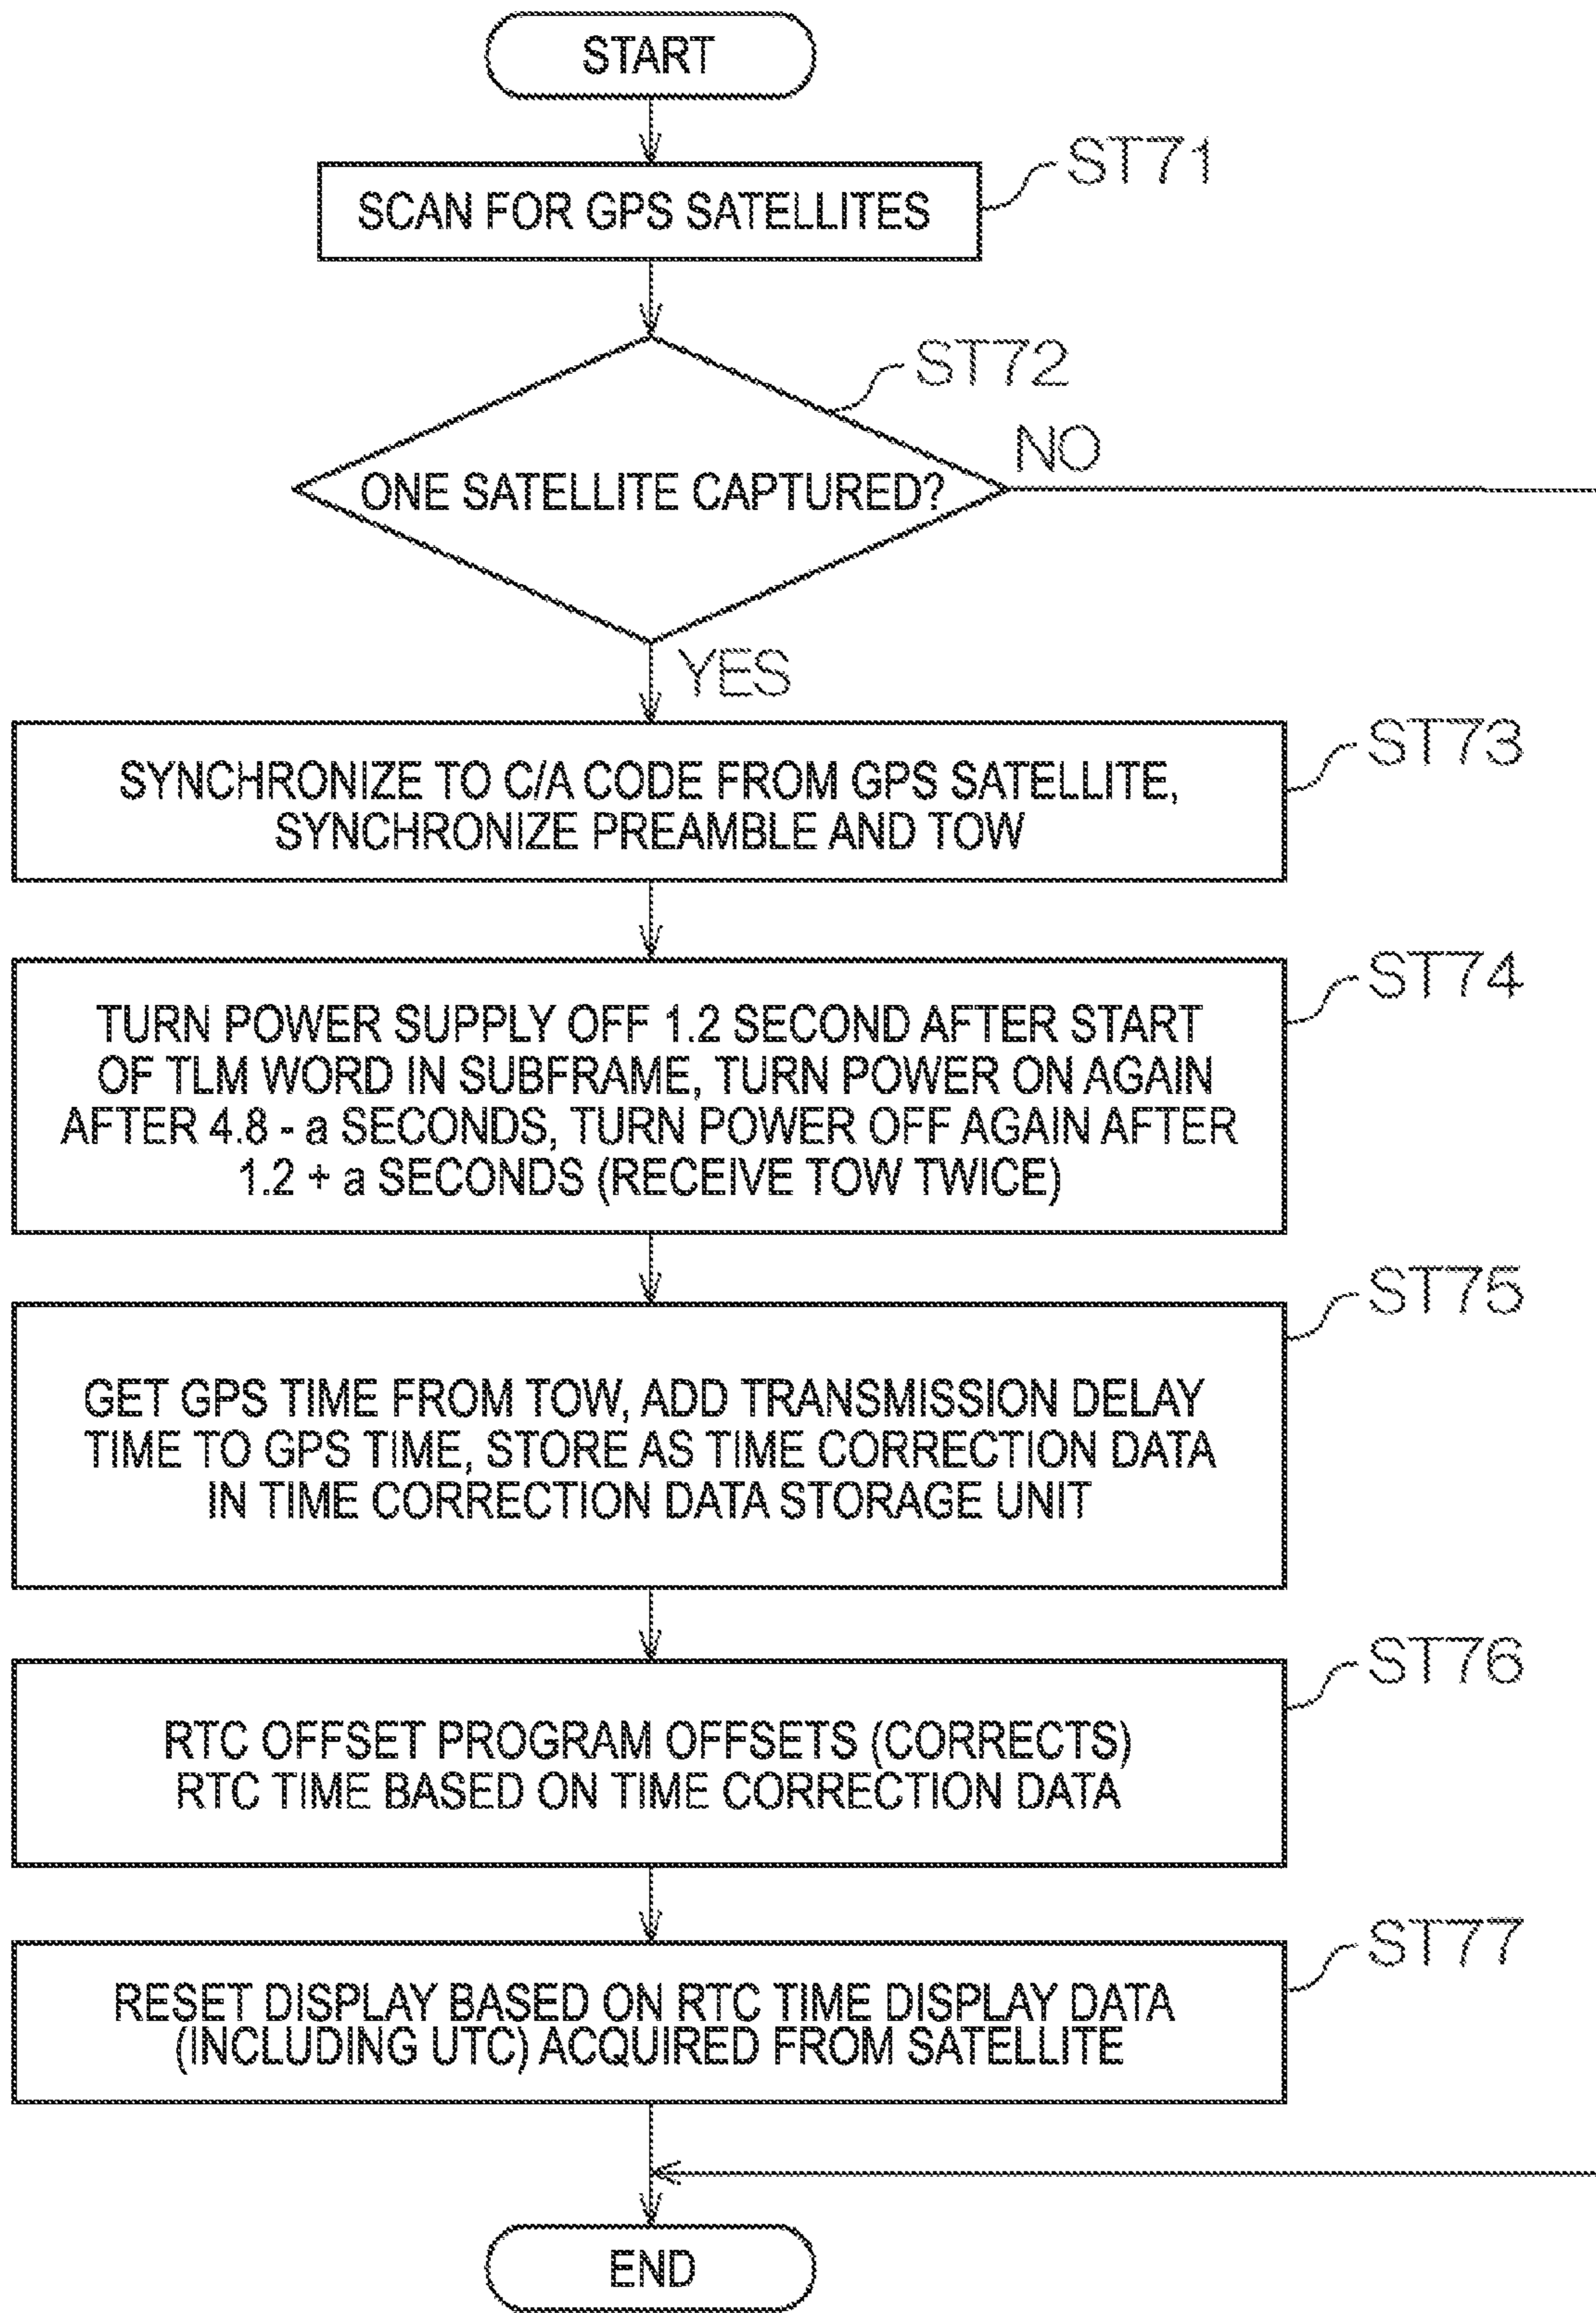 START
ST71
SCAN FOR GPS SATELLITES
ST72
NO
ONE SATELLITE CAPTURED?
YES
ST73
SYNCHRONIZE TO C/A CODE FROM GPS SATELLITE,
SYNCHRONIZE PREAMBLE AND TOW
ST74
TURN POWER SUPPLY OFF 1.2 SECOND AFTER START
OF TLM WORD IN SUBFRAME, TURN POWER ON AGAIN
AFTER 4.8 - a SECONDS, TURN POWER OFF AGAIN AFTER
1.2 + a SECONDS (RECEIVE TOW TWICE)
ST75
GET GPS TIME FROM TOW, ADD TRANSMISSION DELAY
TIME TO GPS TIME, STORE AS TIME CORRECTION DATA
IN TIME CORRECTION DATA STORAGE UNIT
ST76
RTC OFFSET PROGRAM OFFSETS (CORRECTS)
RTC TIME BASED ON TIME CORRECTION DATA
ST77
RESET DISPLAY BASED ON RTC TIME DISPLAY DATA
(INCLUDING UTC) ACQUIRED FROM SATELLITE
END